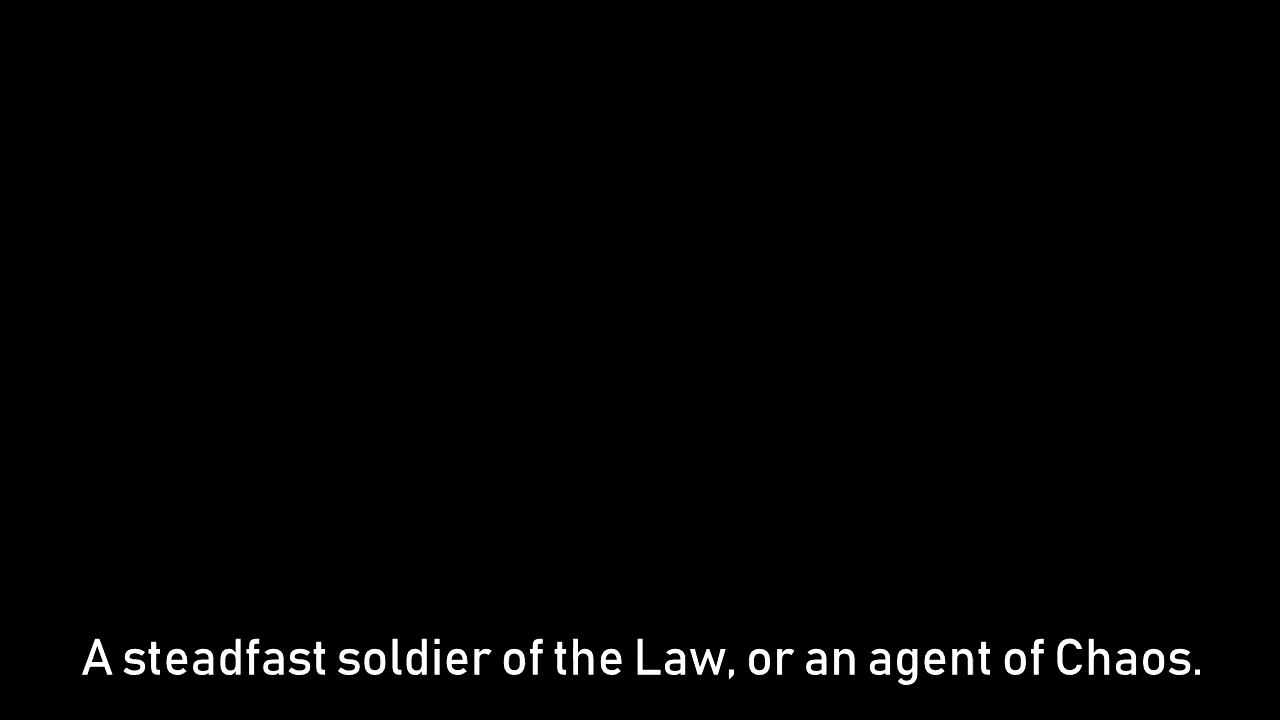 A steadfast soldier of the Law, or an agent of Chaos.